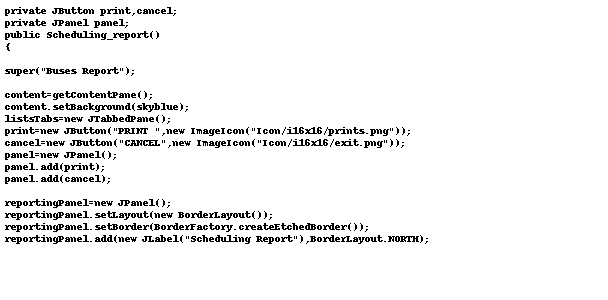 private JButton print,cancel;
private JPanel panel;
public Scheduling_report()
{
super("Buses Report");
content=getContentPane();
content.setBackground(skyblue);
listsTabs=new JTabbedPane();
print=new JButton("PRINT ",new ImageIcon("Icon/i16x16/prints.png"));
cancel=new JButton("CANCEL",new ImageIcon("Icon/i16x16/exit.png"));
panel=new JPanel();
panel.add(print);
panel.add(cancel);
reportingPanel=new JPanel();
reportingPanel.setLayout(new BorderLayout());
reportingPanel.setBorder(BorderFactory.createEtchedBorder());
reportingPanel.add(new JLabel("Scheduling Report"),BorderLayout.NORTH);